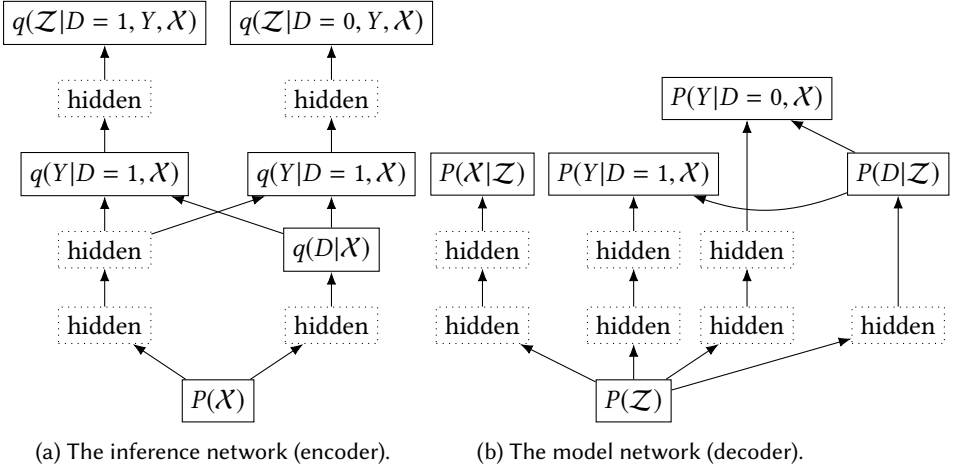 q(𝒵|D = 1, Y, 𝒳)
q(𝒵|D = 0, Y, 𝒳)
hidden
hidden
q(Y|D = 1, 𝒳)
q(Y|D = 1, 𝒳)
hidden
q(D|𝒳)
hidden
hidden
P(𝒳)
(a) The inference network (encoder).
P(Y|D = 0, 𝒳)
P(𝒳|𝒵)
P(Y|D = 1, 𝒳)
P(D|𝒵)
hidden
hidden
hidden
hidden
hidden
hidden
hidden
P(𝒵)
(b) The model network (decoder).